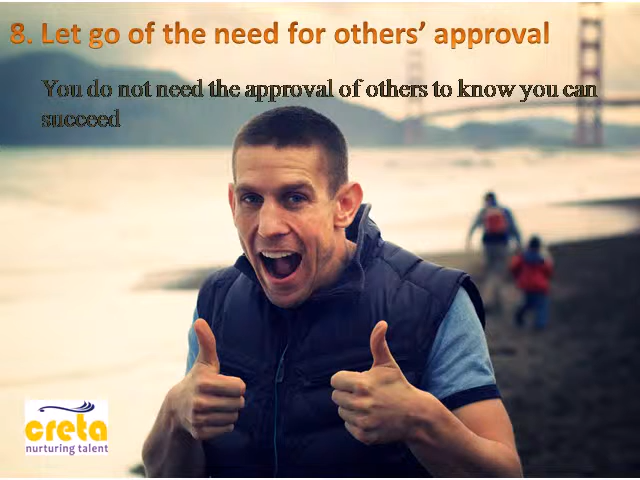 8. Let go of the need for others’ approval
You do not need the approval of others to know you can
succeed
creta
nurturing talent